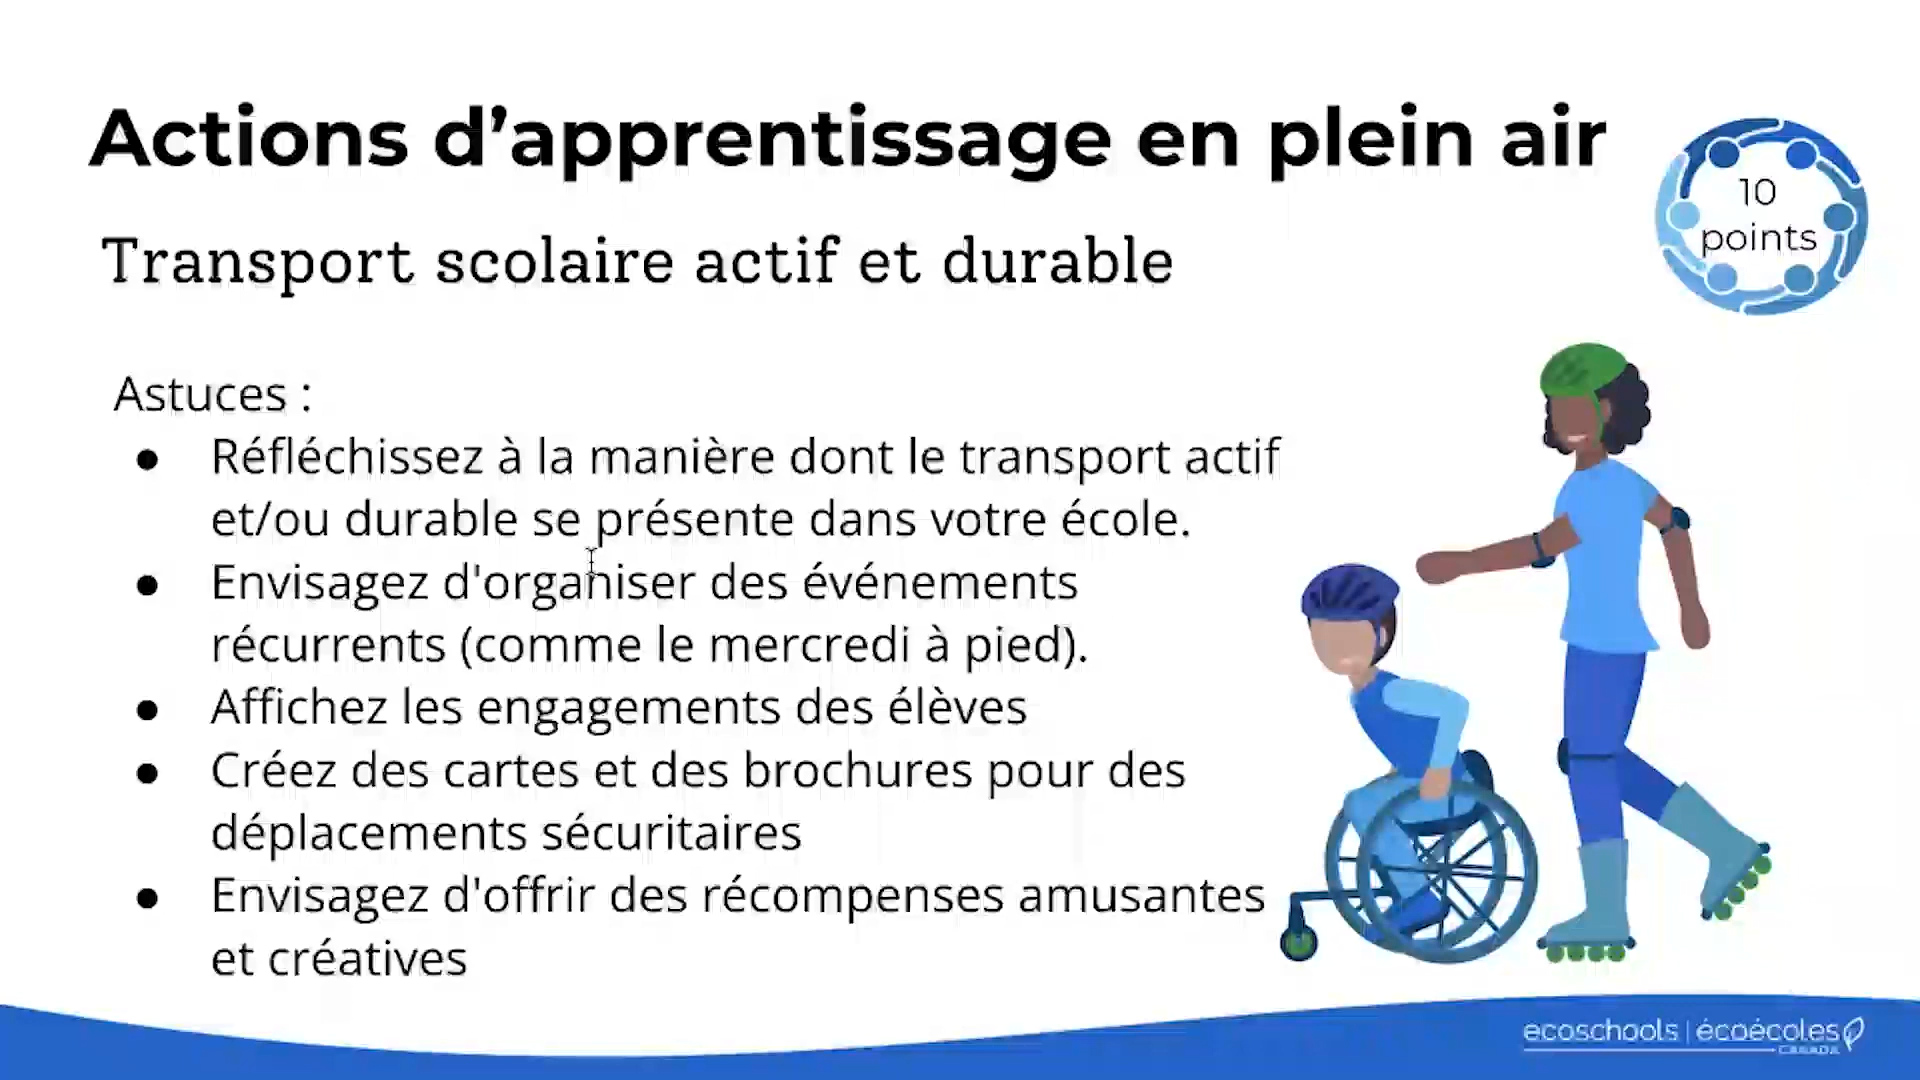 Actions d’apprentissage en plein air
10
points
Transport scolaire actif et durable
Astuces :
● Réfléchissez à la manière dont le transport actif
et/ou durable se présente dans votre école.
● Envisagez d'organiser des événements
récurrents (comme le mercredi à pied).
● Affichez les engagements des élèves
● Créez des cartes et des brochures pour des
déplacements sécuritaires
● Envisagez d'offrir des récompenses amusantes
et créatives
ecoschools | écoécoles
CANADA